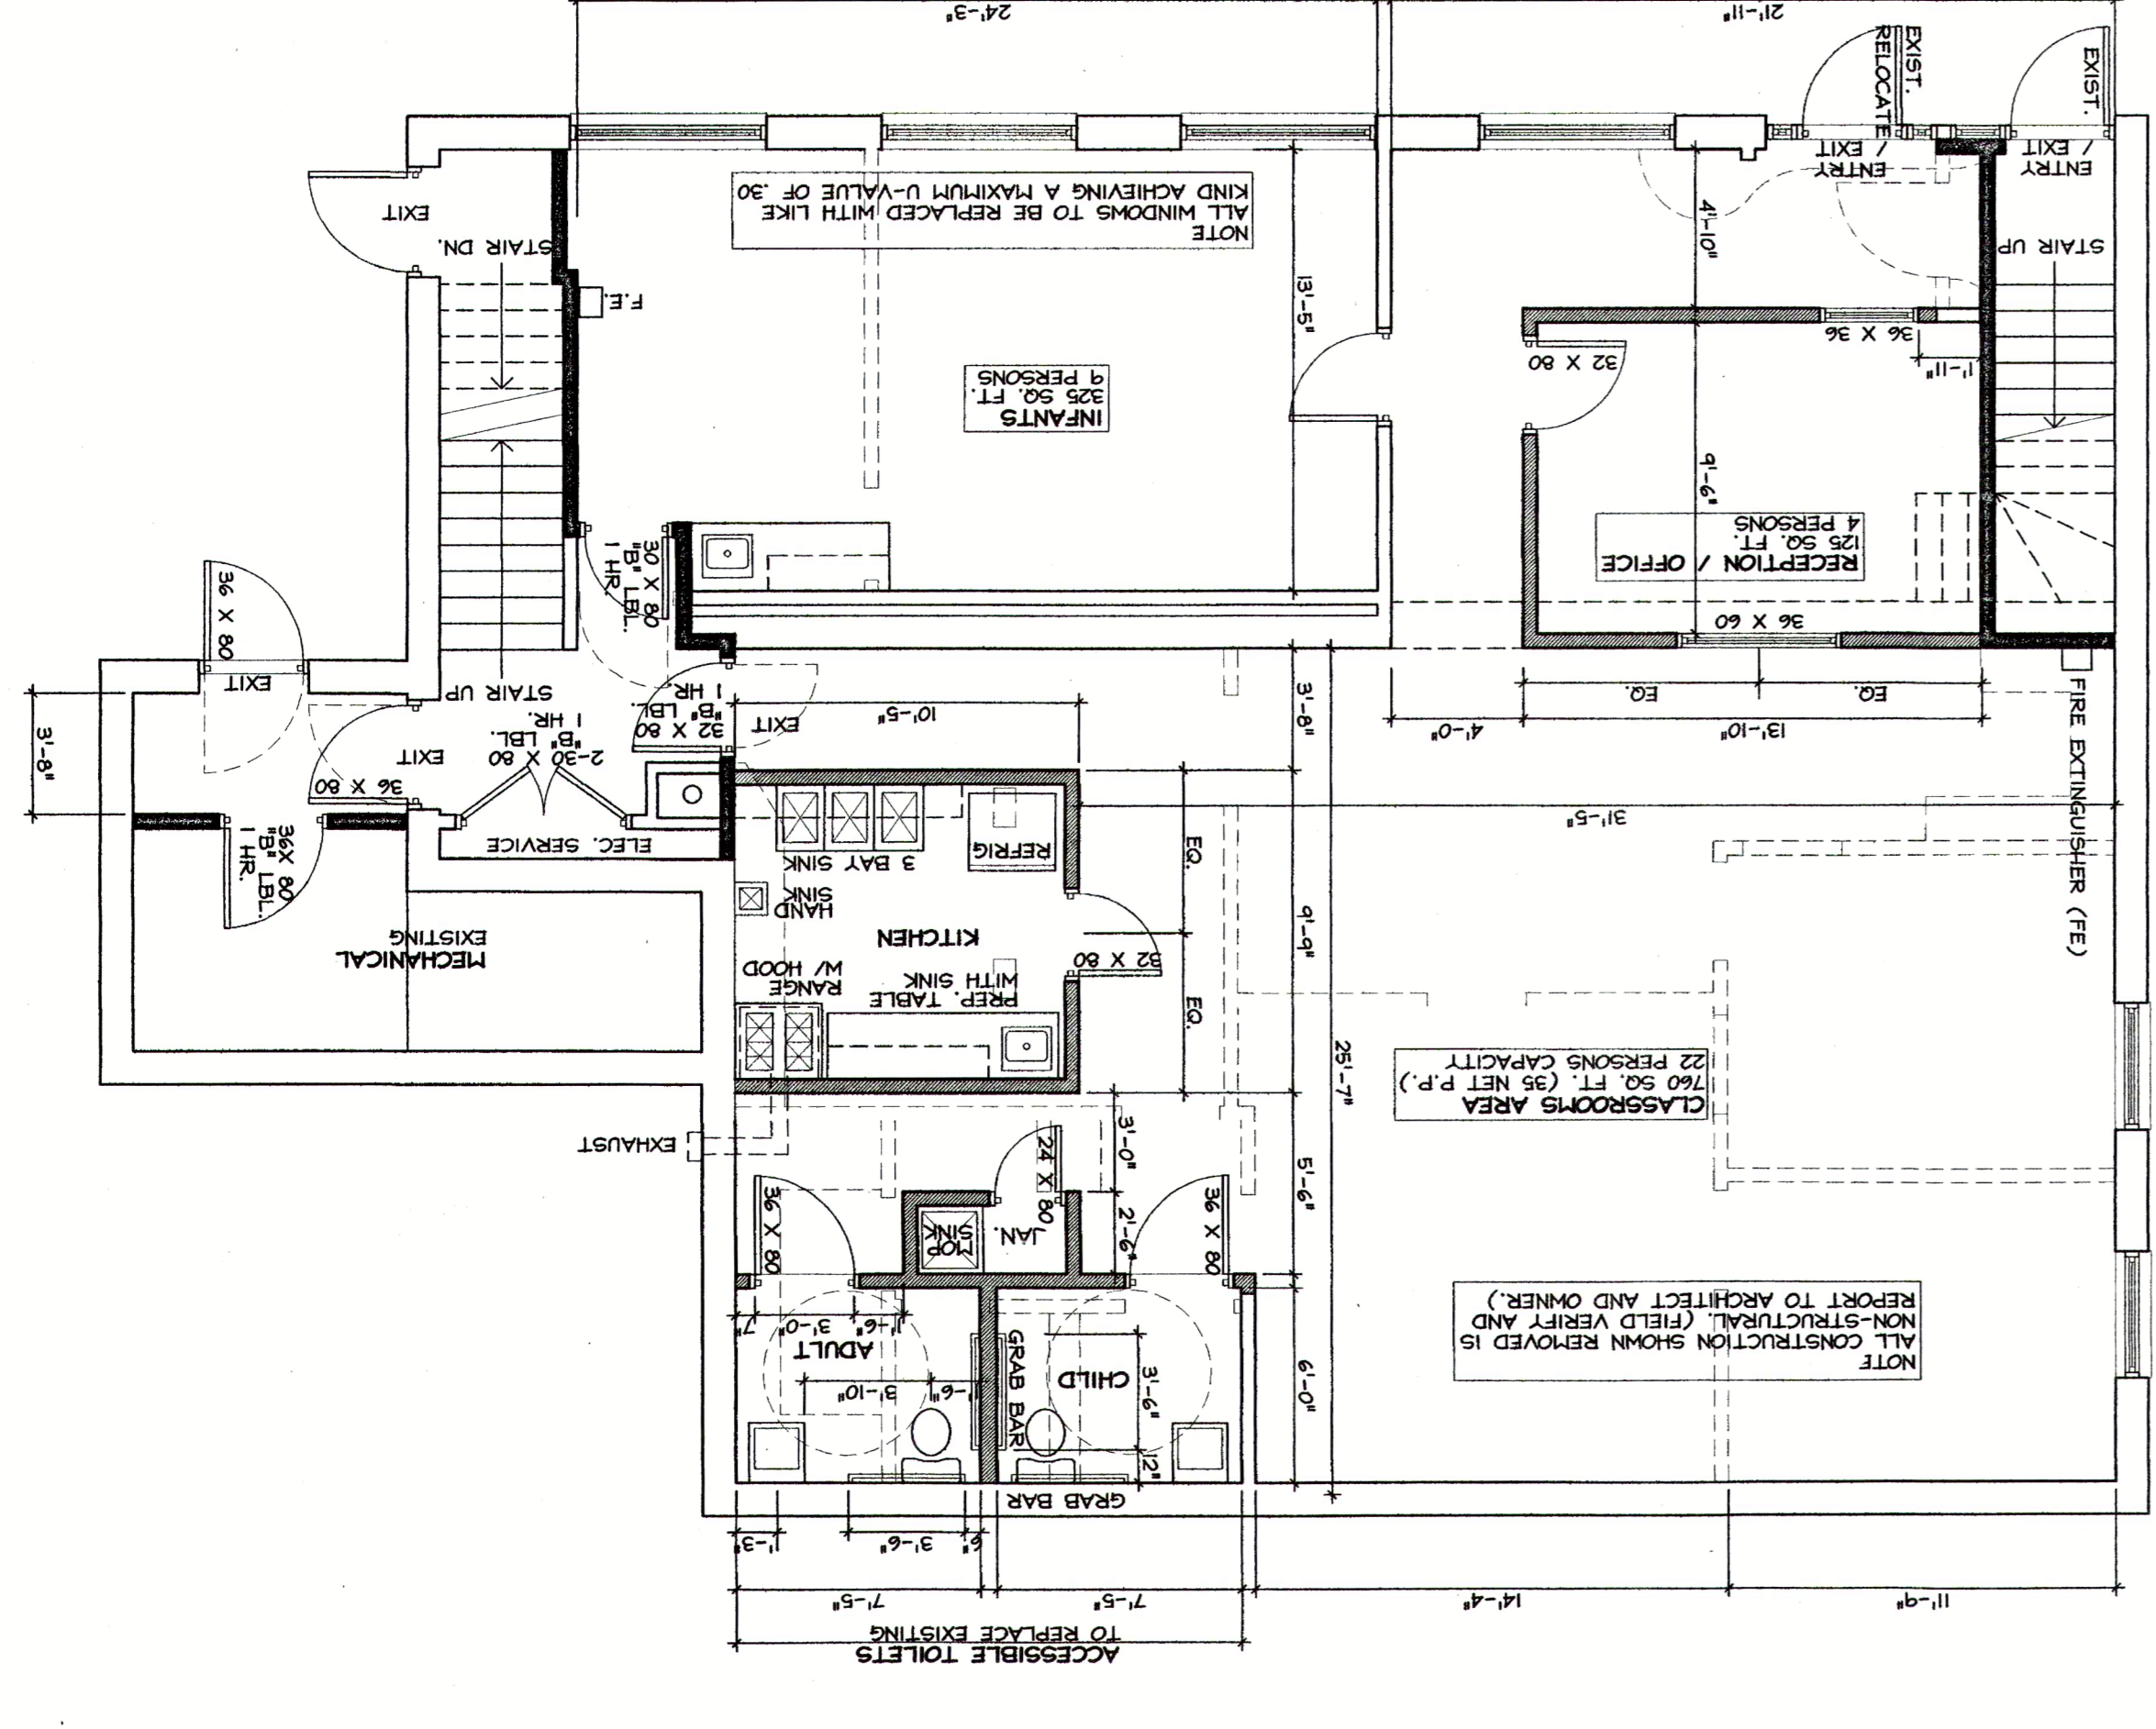 ACCESSIBLE TOILETS
TO REPLACE EXISTING
11'-9"
14'-4"
7'-5"
7'-5"
6"
3'-6"
1'-3"
GRAB BAR
NOTE
ALL CONSTRUCTION SHOWN REMOVED IS
NON-STRUCTURAL. (FIELD VERIFY AND
REPORT TO ARCHITECT AND OWNER.)
6'-0"
12"
3'-6"
CHILD
GRAB BAR
1'-6"
3'-10"
ADULT
1'-6"
3'-0"
7"
36 X 80
2'-6"
JAN.
MOP
SINK
24 X 80
36 X 80
5'-6"
3'-0"
EXHAUST
CLASSROOMS AREA
760 SQ. FT. (35 NET P.P.)
22 PERSONS CAPACITY
25'-7"
EQ.
PREP. TABLE
WITH SINK
RANGE
W/ HOOD
32 X 80
KITCHEN
9'-9"
HAND
SINK
MECHANICAL
EXISTING
EQ.
REFRIG
3 BAY SINK
ELEC. SERVICE
36X 80
"B" LBL.
1 HR.
FIRE EXTINGUISHER (FE)
31'-5"
36 X 80
EXIT
2-30 X 80
"B" LBL.
1 HR.
3'-8"
13'-10"
4'-0"
EQ.
EQ.
3'-8"
10'-5"
EXIT
32 X 80
"B" LBL.
1 HR.
STAIR UP
EXIT
36 X 80
36 X 60
RECEPTION / OFFICE
125 SQ. FT.
4 PERSONS
30 X 80
"B" LBL.
1 HR.
9'-6"
INFANTS
325 SQ. FT.
9 PERSONS
1'-11"
32 X 80
36 X 36
13'-5"
F.E.
STAIR UP
4'-10"
NOTE
ALL WINDOWS TO BE REPLACED WITH LIKE
KIND ACHIEVING A MAXIMUM U-VALUE OF .30
STAIR DN.
EXIT
ENTRY
/ EXIT
ENTRY
/ EXIT
EXIST.
EXIST.
RELOCATE
21'-11"
24'-3"